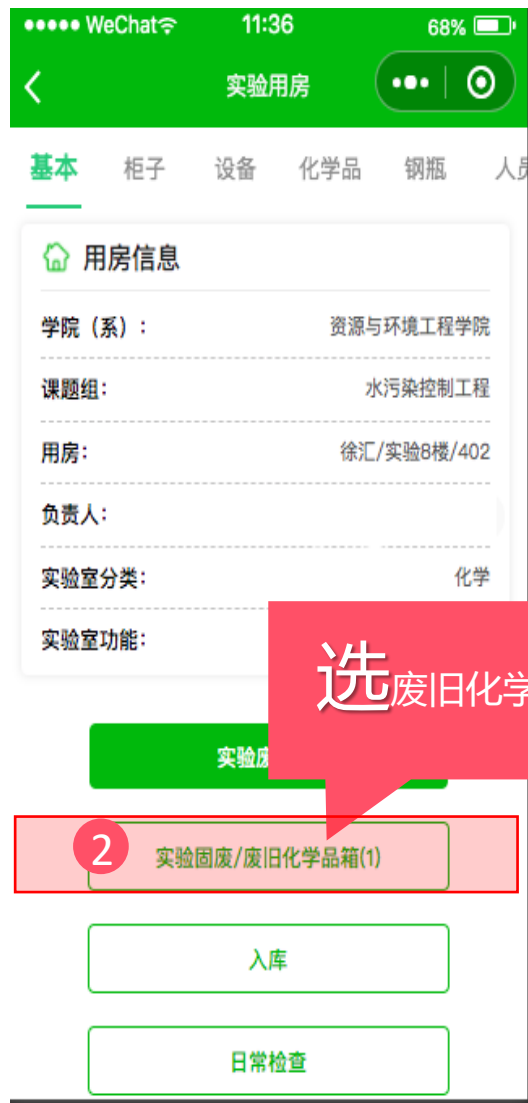 WeChat 11:36 68%
实验用房
基本 柜子 设备 化学品 钢瓶 人员
用房信息
学院（系）： 资源与环境工程学院
课题组： 水污染控制工程
用房： 徐汇/实验8楼/402
负责人：
实验室分类： 化学
实验室功能：
选废旧化学
实验废
2 实验固废/废旧化学品箱(1)
入库
日常检查